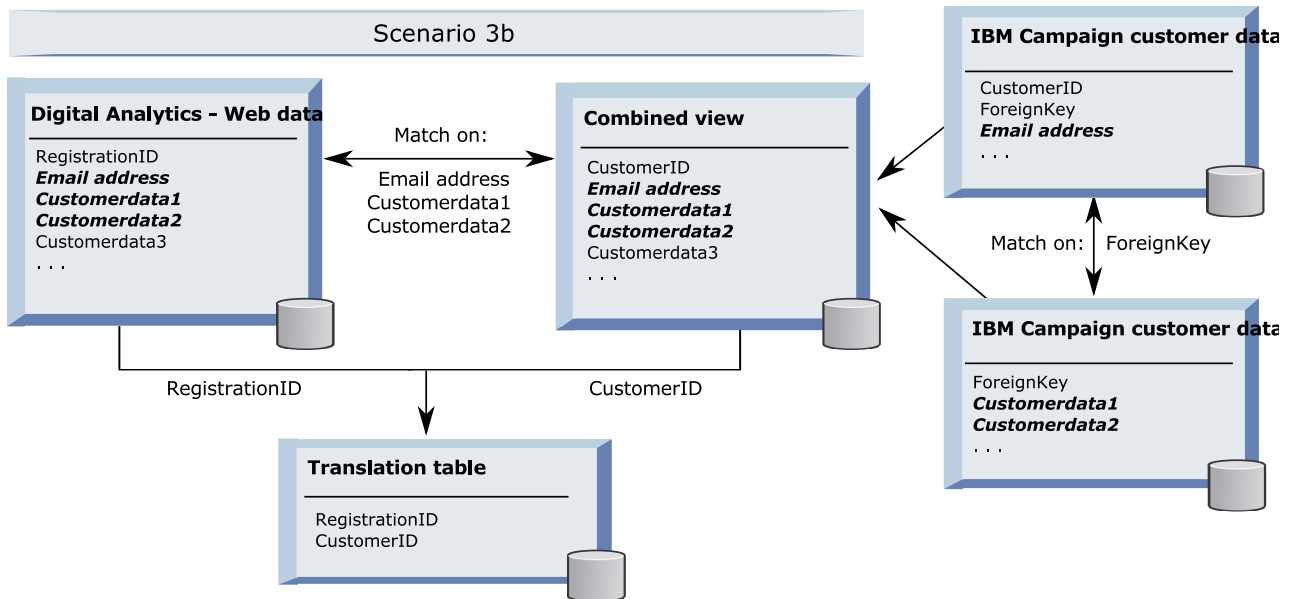 Scenario 3b
Digital Analytics - Web data
RegistrationID
Email address
Customerdata1
Customerdata2
Customerdata3
. . .
Match on:
Email address
Customerdata1
Customerdata2
Combined view
CustomerID
Email address
Customerdata1
Customerdata2
Customerdata3
. . .
IBM Campaign customer data
CustomerID
ForeignKey
Email address
. . .
Match on: ForeignKey
IBM Campaign customer data
ForeignKey
Customerdata1
Customerdata2
. . .
RegistrationID
CustomerID
Translation table
RegistrationID
CustomerID